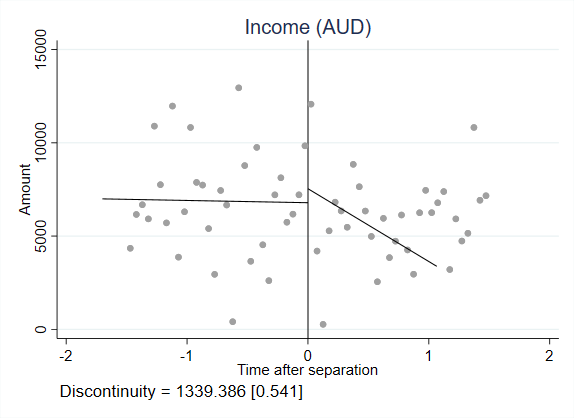 Income (AUD)
15000
10000
5000
0
Amount
-2
-1
0
1
2
Time after separation
Discontinuity = 1339.386 [0.541]